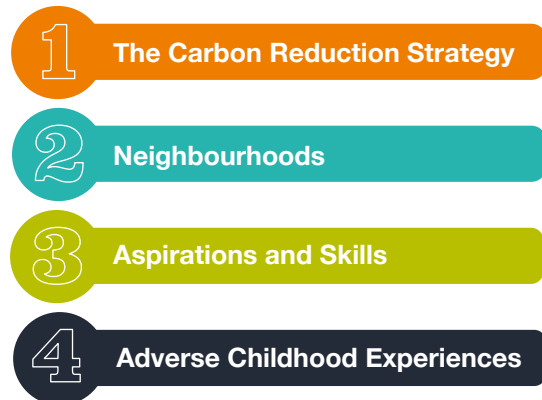 1
The Carbon Reduction Strategy
2
Neighbourhoods
3
Aspirations and Skills
4
Adverse Childhood Experiences